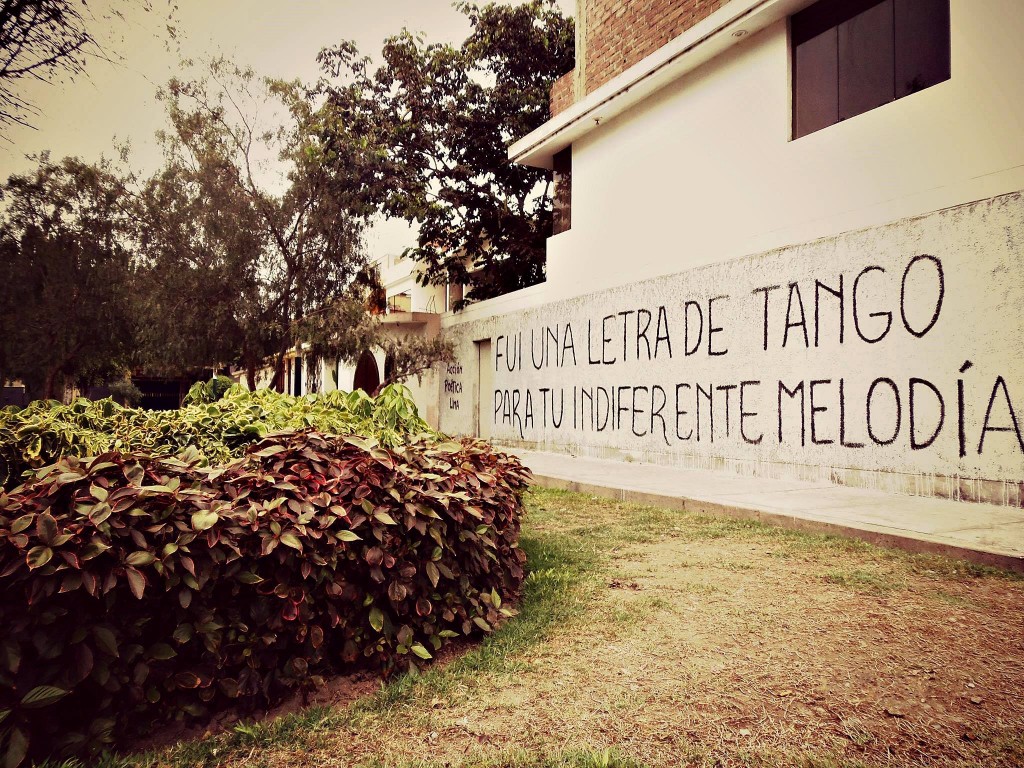 FUI UNA LETRA DE TANGO
PARA TU INDIFERENTE MELODÍA
Acción
Poética
Lima